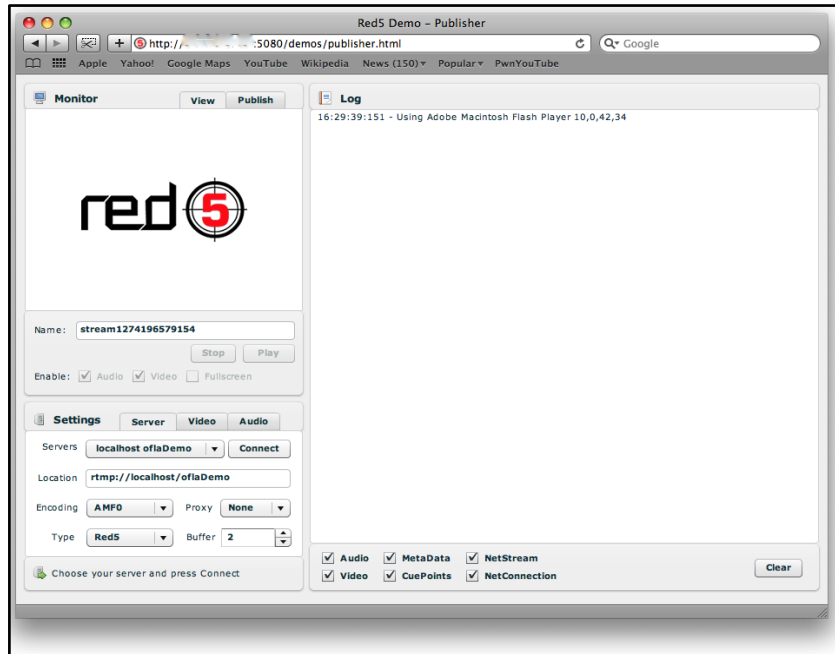 Red5 Demo – Publisher
http:/ :5080/demos/publisher.html
Google
Apple Yahoo! Google Maps YouTube Wikipedia News (150) Popular PwnYouTube
Monitor View Publish
red5
Name: stream1274196579154
Stop Play
Enable: Audio Video Fullscreen
Settings Server Video Audio
Servers localhost oflaDemo Connect
Location rtmp://localhost/oflaDemo
Encoding AMF0 Proxy None
Type Red5 Buffer 2
Choose your server and press Connect
Log
16:29:39:151 - Using Adobe Macintosh Flash Player 10,0,42,34
Audio MetaData NetStream
Video CuePoints NetConnection
Clear